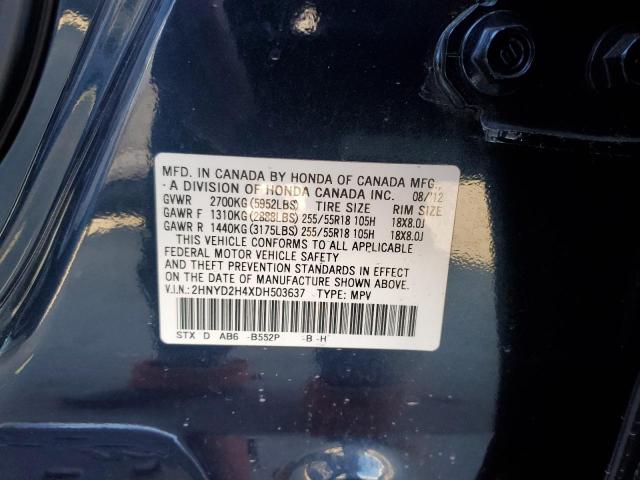 MFD. IN CANADA BY HONDA OF CANADA MFG.,
- A DIVISION OF HONDA CANADA INC. 08/'12
GVWR 2700KG (5952LBS) TIRE SIZE RIM SIZE
GAWR F 1310KG (2888LBS) 255/55R18 105H 18X8.0J
GAWR R 1440KG (3175LBS) 255/55R18 105H 18X8.0J
THIS VEHICLE CONFORMS TO ALL APPLICABLE
FEDERAL MOTOR VEHICLE SAFETY
AND THEFT PREVENTION STANDARDS IN EFFECT
ON THE DATE OF MANUFACTURE SHOWN ABOVE.
V.I.N.: 2HNYD2H4XDH503637 TYPE: MPV
STX D AB6 -B552P -B -H